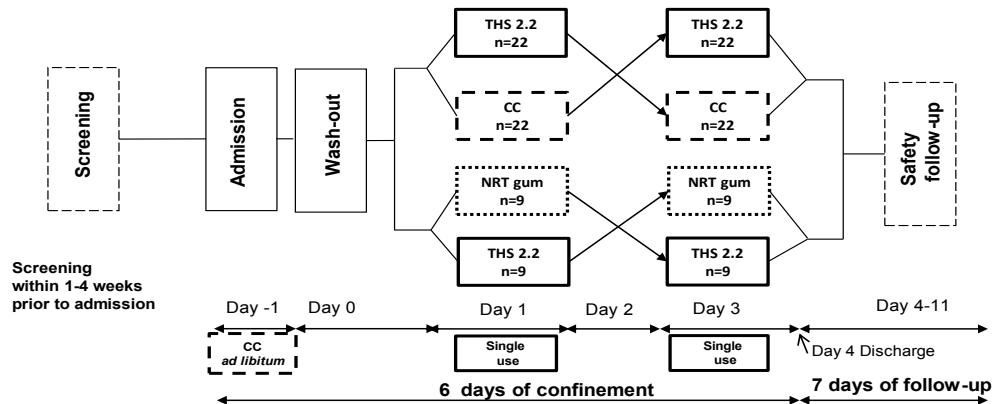 Screening
Admission
Wash-out
THS 2.2
n=22
CC
n=22
NRT gum
n=9
THS 2.2
n=9
THS 2.2
n=22
CC
n=22
NRT gum
n=9
THS 2.2
n=9
Safety
follow-up
Screening
within 1-4 weeks
prior to admission
Day -1
Day 0
Day 1
Day 2
Day 3
Day 4-11
CC
ad libitum
Single
use
Single
use
Day 4 Discharge
6 days of confinement
7 days of follow-up